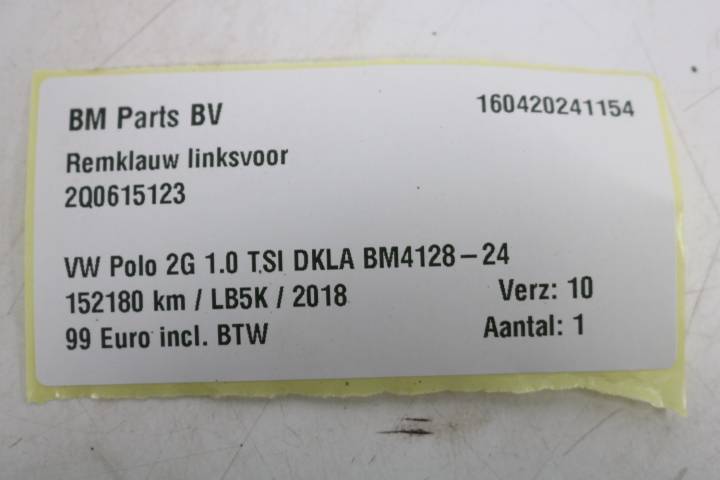 BM Parts BV 160420241154
Remklauw linksvoor
2Q0615123
VW Polo 2G 1.0 TSI DKLA BM4128-24
152180 km / LB5K / 2018 Verz: 10
99 Euro incl. BTW Aantal: 1